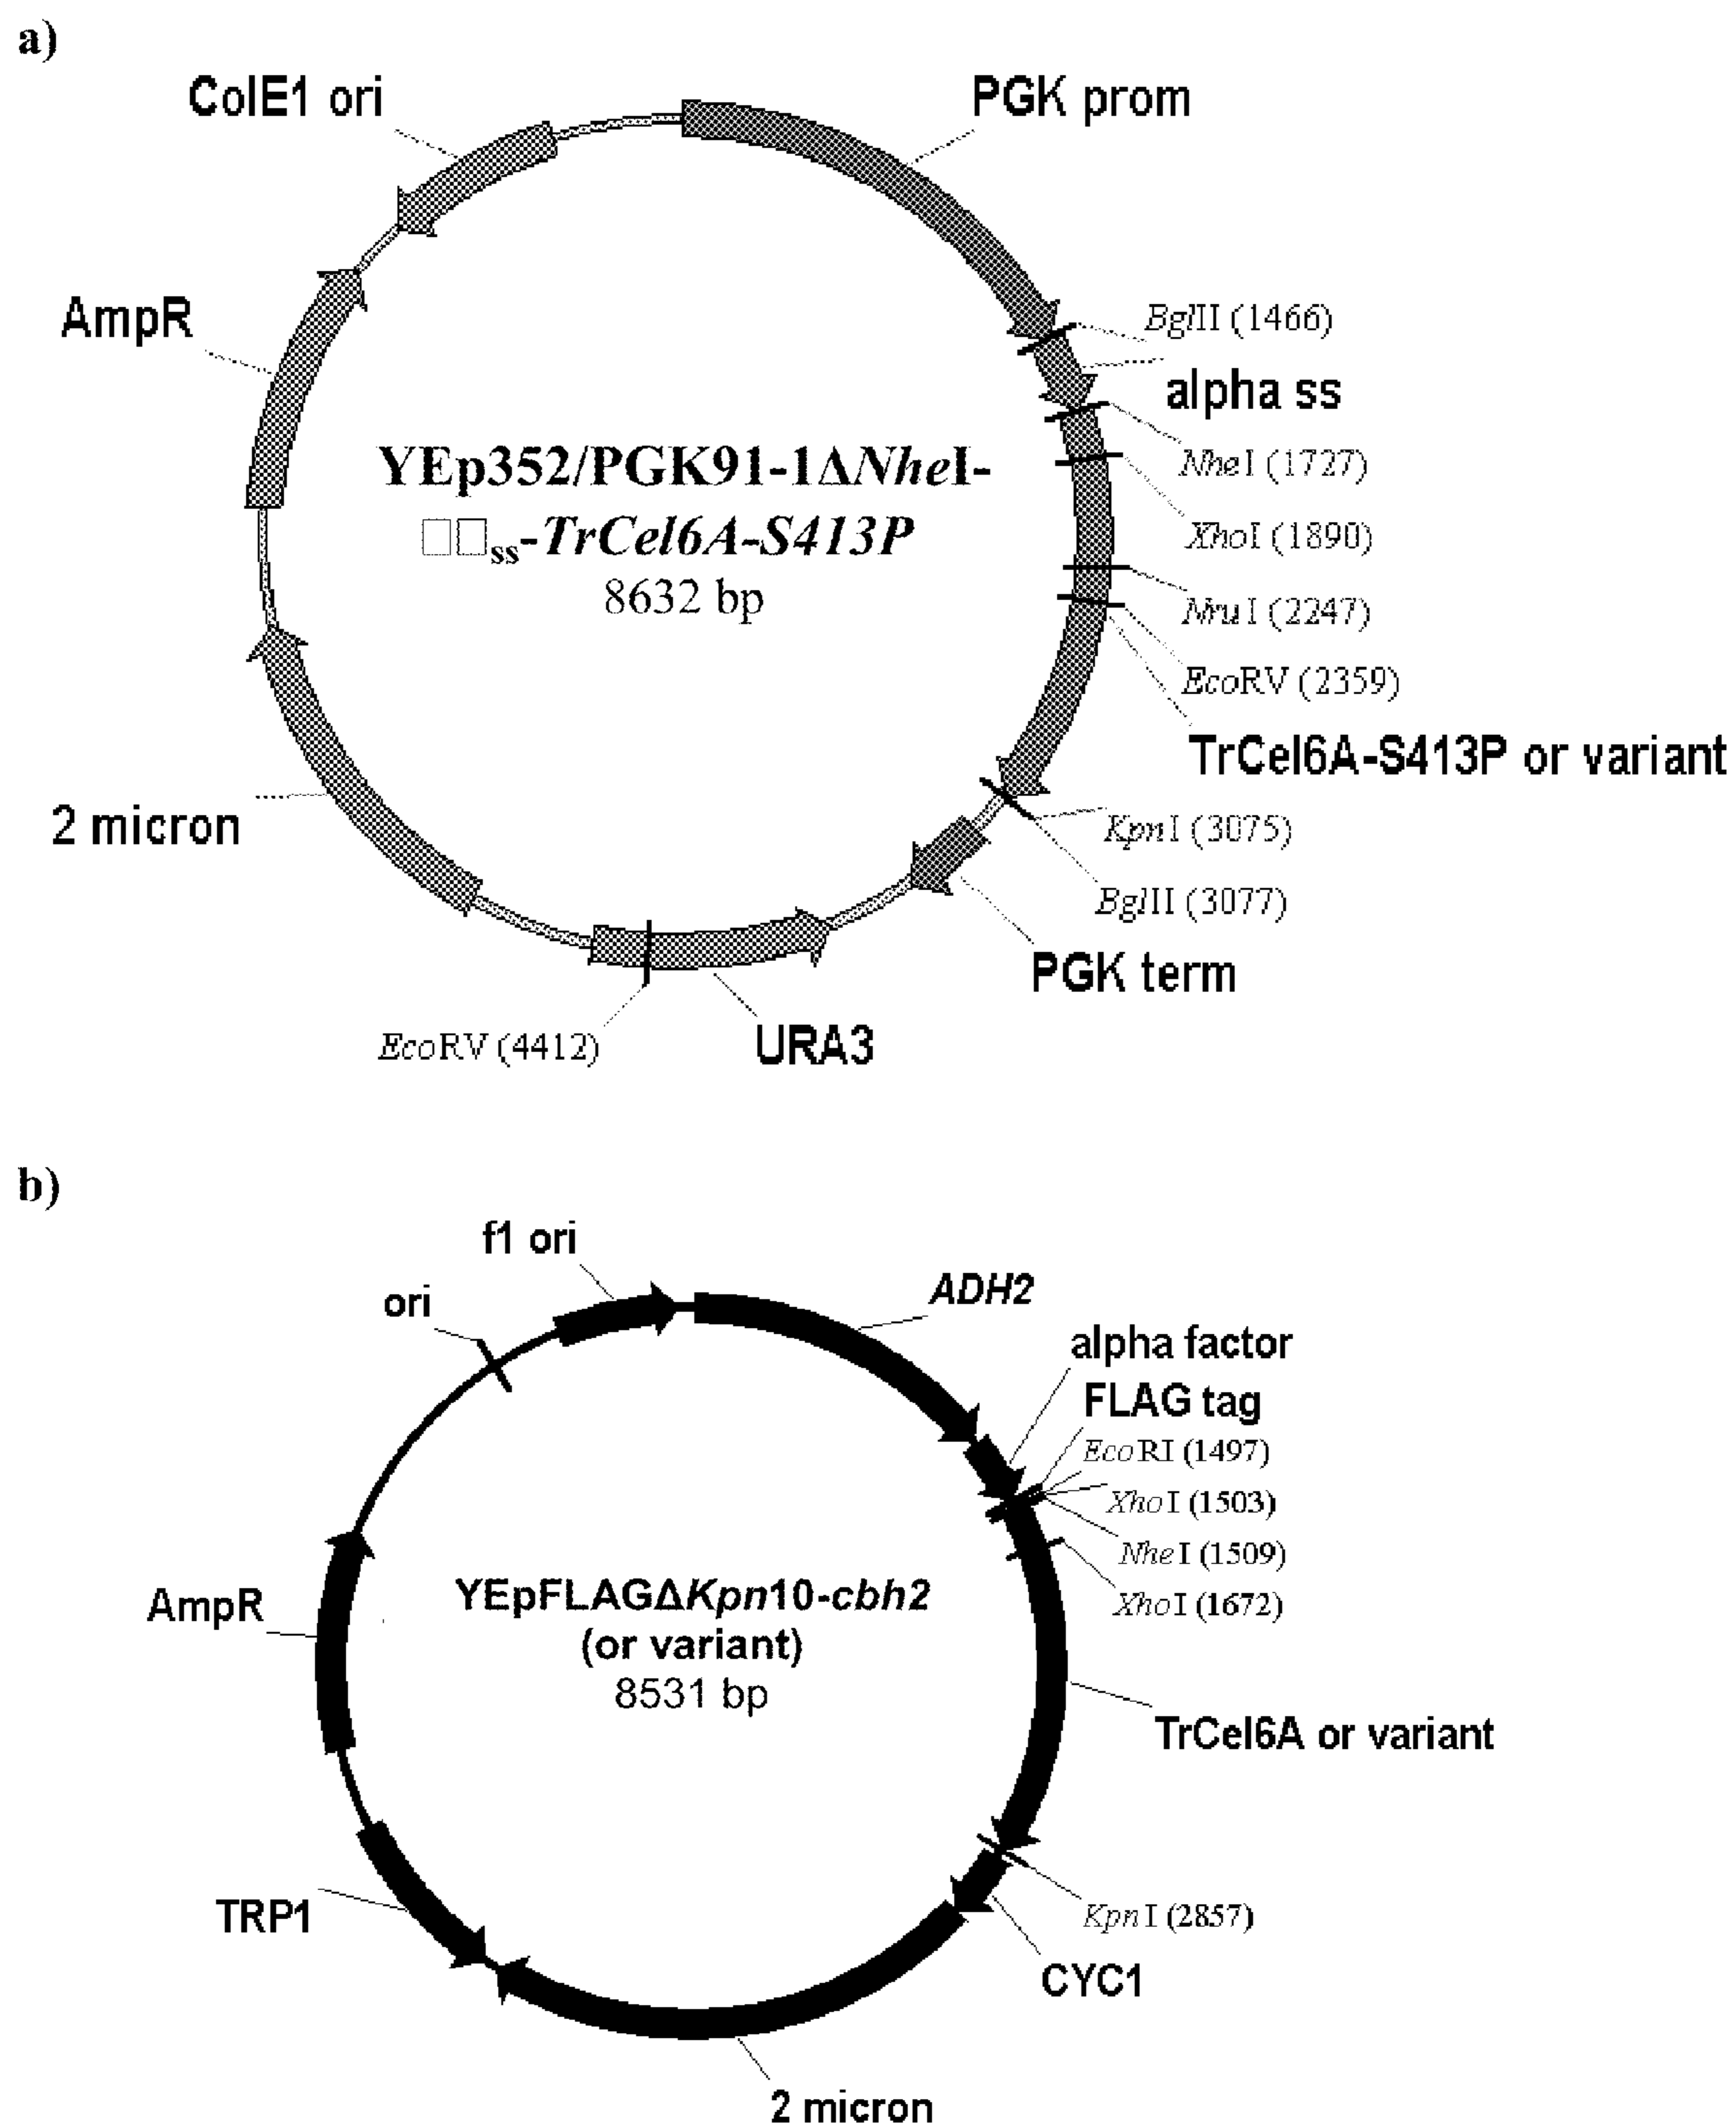 a)
ColE1 ori
PGK prom
AmpR
BglII (1466)
alpha ss
NheI (1727)
XhoI (1890)
NruI (2247)
EcoRV (2359)
TrCel6A-S413P or variant
KpnI (3075)
BglII (3077)
PGK term
URA3
EcoRV (4412)
2 micron
YEp352/PGK91-1ΔNheI-
□□ss-TrCel6A-S413P
8632 bp
b)
f1 ori
ori
ADH2
alpha factor
FLAG tag
EcoRI (1497)
XhoI (1503)
NheI (1509)
XhoI (1672)
AmpR
YEpFLAGΔKpn10-cbh2
(or variant)
8531 bp
TrCel6A or variant
KpnI (2857)
CYC1
TRP1
2 micron